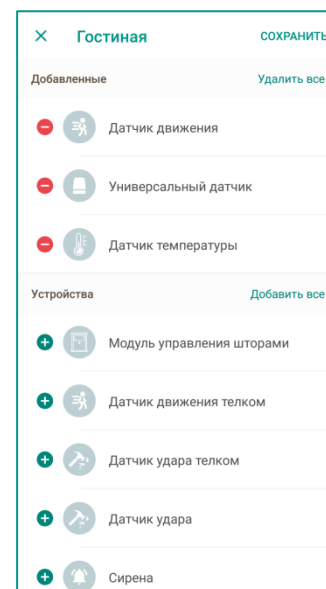 Гостиная СОХРАНИТЬ
Добавленные Удалить все
Датчик движения
Универсальный датчик
Датчик температуры
Устройства Добавить все
Модуль управления шторами
Датчик движения телком
Датчик удара телком
Датчик удара
Сирена